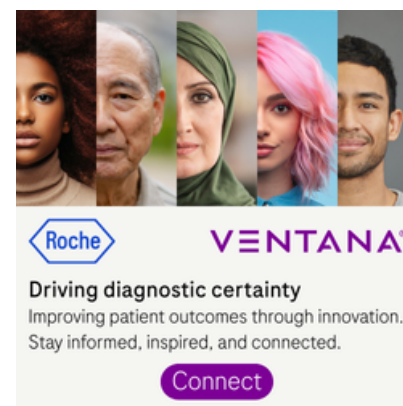 Roche VENTANA®
Driving diagnostic certainty
Improving patient outcomes through innovation.
Stay informed, inspired, and connected.
Connect